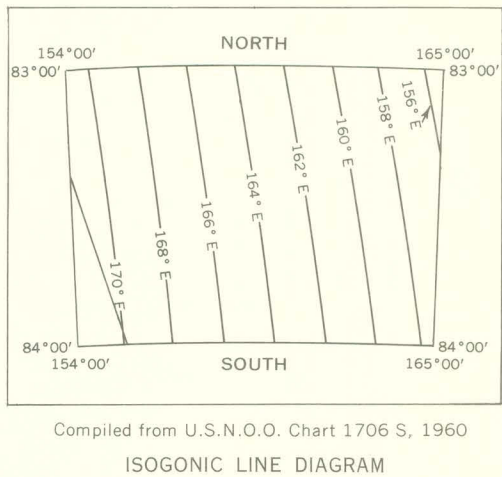 NORTH
154°00' 165°00'
83°00' 83°00'
156° E
158° E
160° E
162° E
164° E
166° E
168° E
170° E
84°00' 84°00'
154°00' SOUTH 165°00'
Compiled from U.S.N.O.O. Chart 1706 S, 1960
ISOGONIC LINE DIAGRAM